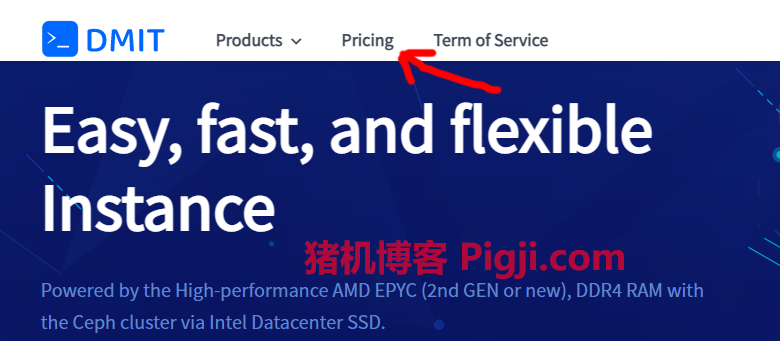 >_ DMIT Products Pricing Term of Service
Easy, fast, and flexible
Instance
猪机博客 Pigji.com
Powered by the High-performance AMD EPYC (2nd GEN or new), DDR4 RAM with
the Ceph cluster via Intel Datacenter SSD.